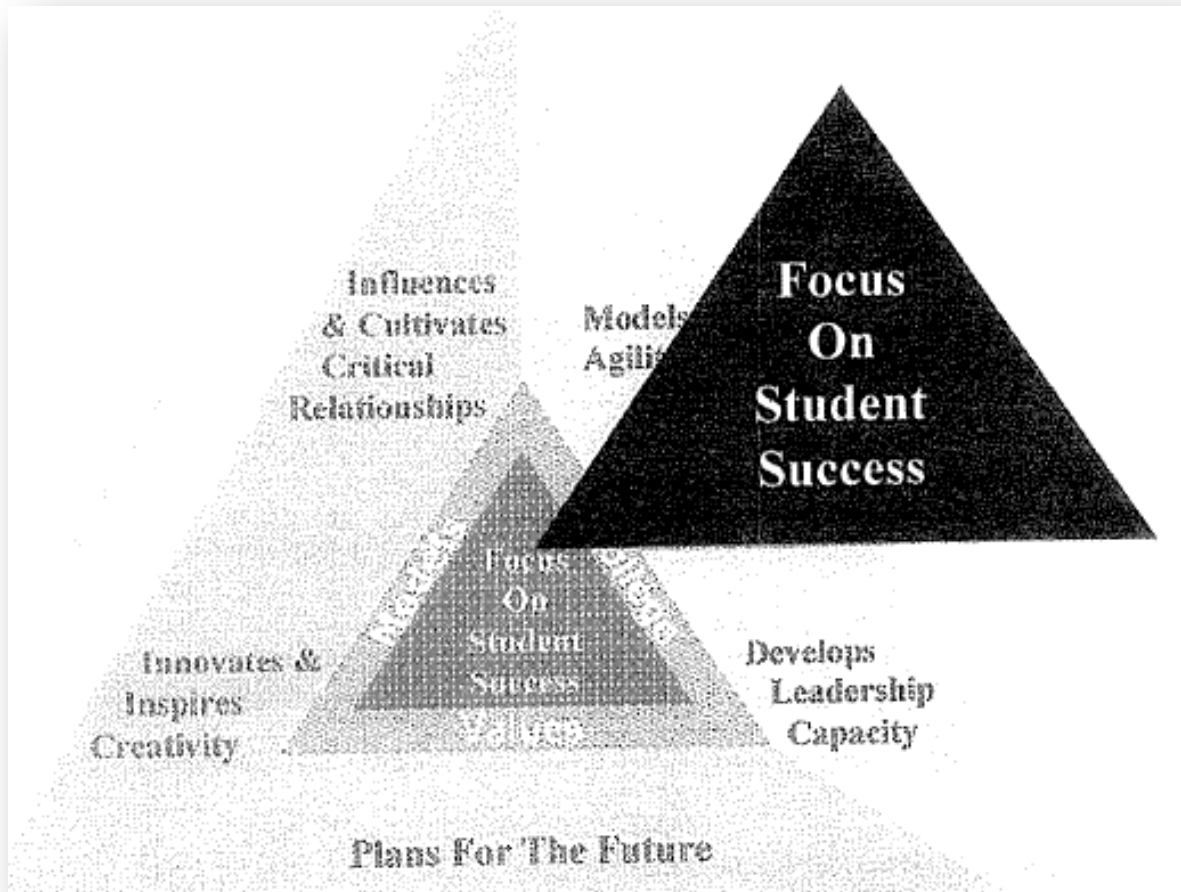 Influences
& Cultivates
Critical
Relationships
Models
Focus
On
Student
Success
Models
Focus
On
Student
Success
Innovates &
Inspires
Creativity
Develops
Leadership
Capacity
Plans For The Future